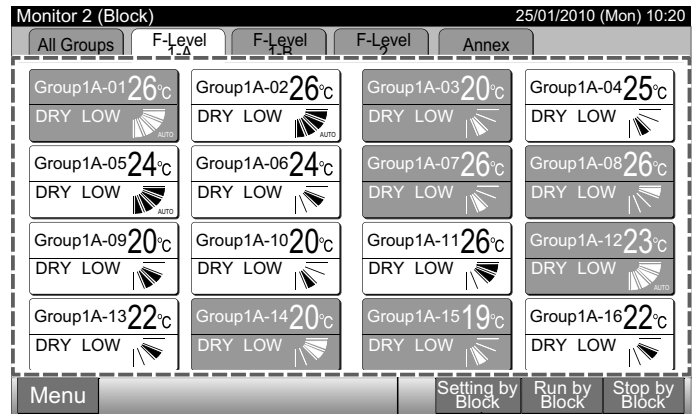 Monitor 2 (Block) 25/01/2010 (Mon) 10:20
All Groups F-Level 1-A F-Level 1-B F-Level 2 Annex
Group1A-01 26°C Group1A-02 26°C Group1A-03 20°C Group1A-04 25°C
DRY LOW AUTO DRY LOW AUTO DRY LOW DRY LOW
Group1A-05 24°C Group1A-06 24°C Group1A-07 26°C Group1A-08 26°C
DRY LOW AUTO DRY LOW DRY LOW DRY LOW
Group1A-09 20°C Group1A-10 20°C Group1A-11 26°C Group1A-12 23°C
DRY LOW DRY LOW DRY LOW DRY LOW AUTO
Group1A-13 22°C Group1A-14 20°C Group1A-15 19°C Group1A-16 22°C
DRY LOW DRY LOW DRY LOW DRY LOW
Menu Setting by Block Run by Block Stop by Block